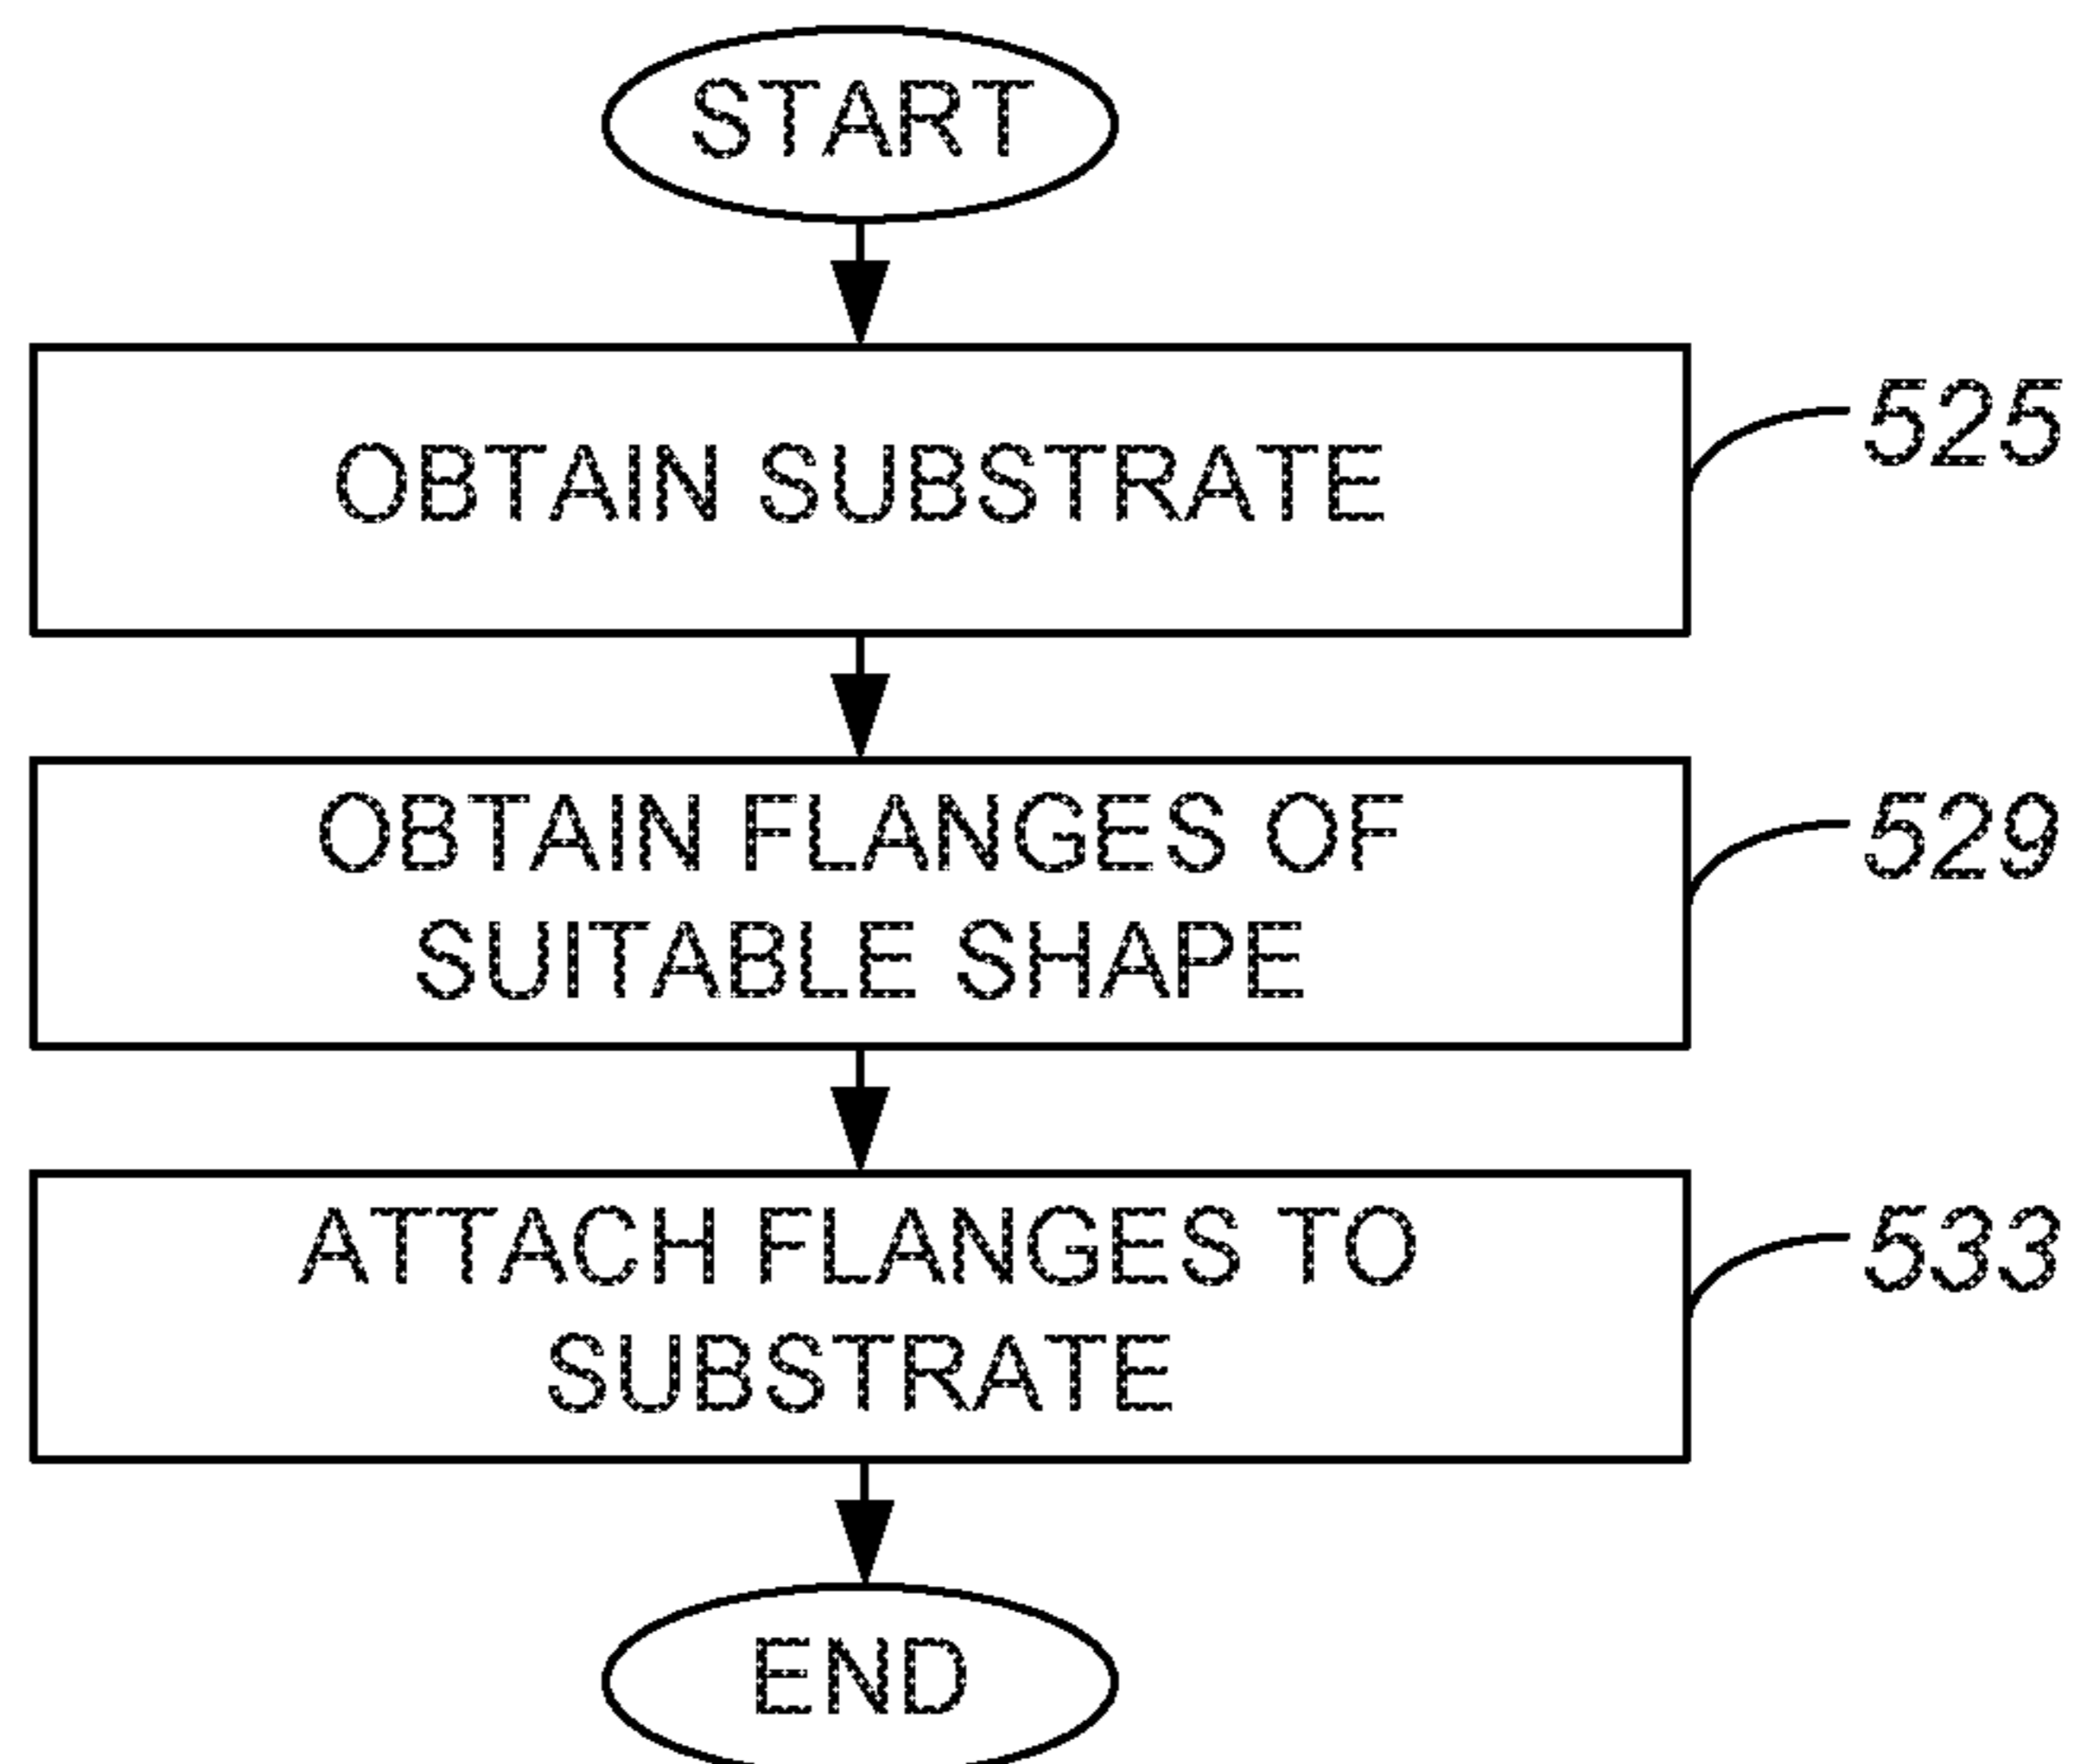 START
OBTAIN SUBSTRATE
525
OBTAIN FLANGES OF
SUITABLE SHAPE
529
ATTACH FLANGES TO
SUBSTRATE
533
END